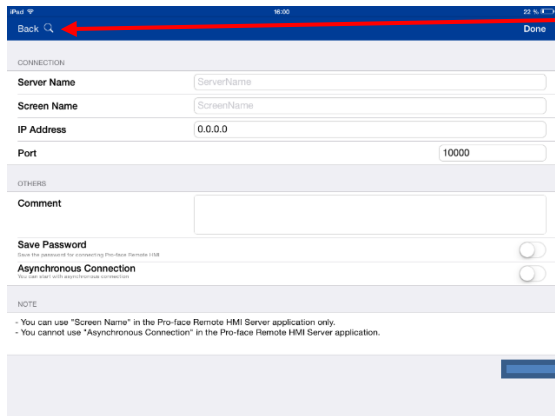 iPad 16:00 22 %
Back Done
CONNECTION
Server Name ServerName
Screen Name ScreenName
IP Address 0.0.0.0
Port 10000
OTHERS
Comment
Save Password
Save the password for connecting Pro-face Remote HMI
Asynchronous Connection
You can start with asynchronous connection
NOTE
- You can use "Screen Name" in the Pro-face Remote HMI Server application only.
- You cannot use "Asynchronous Connection" in the Pro-face Remote HMI Server application.